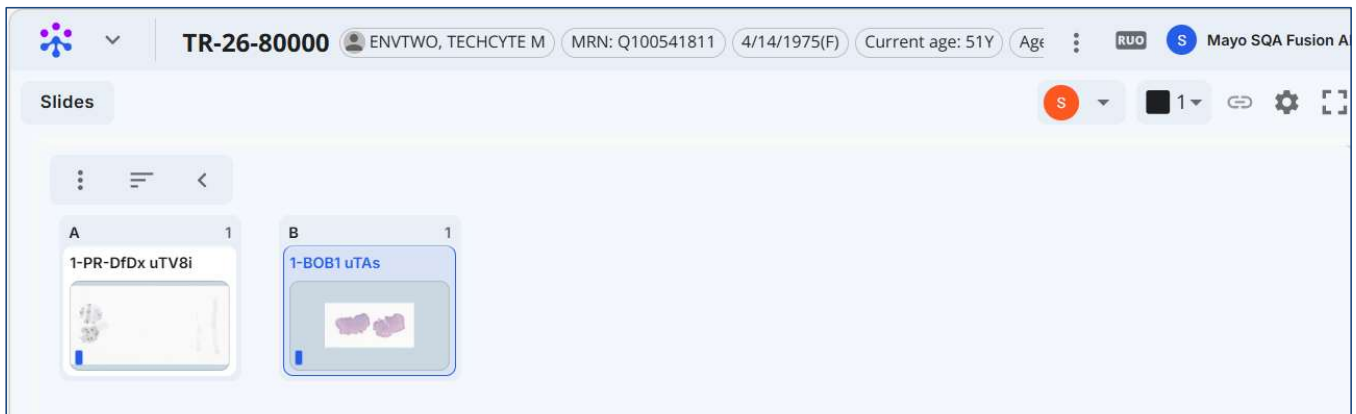 TR-26-80000 ENVTWO, TECHCYTE M MRN: Q100541811 4/14/1975(F) Current age: 51Y Age RUO S Mayo SQA Fusion A
Slides S 1
A 1 B 1
1-PR-DfDx uTV8i 1-BOB1 uTAs